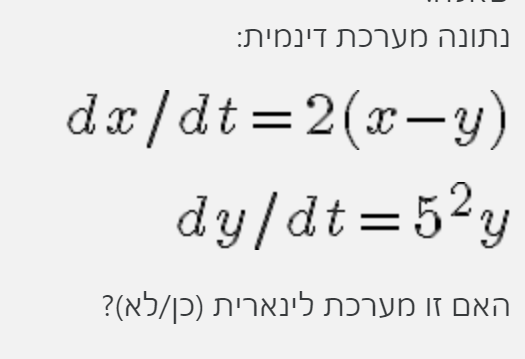 נתונה מערכת דינמית:
dx/dt=2(x−y)
dy/dt=5²y
האם זו מערכת לינארית (כן/לא)?